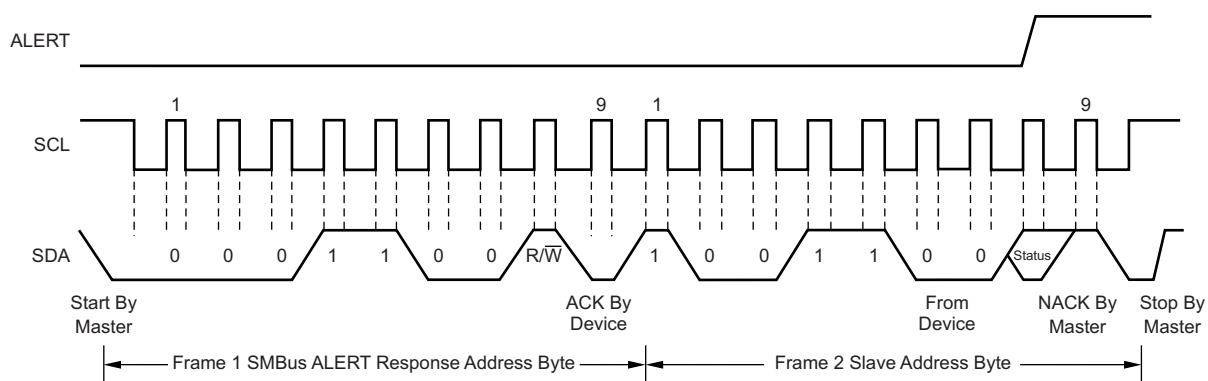 ALERT
1 9 1 9
SCL
SDA
0 0 0 1 1 0 0 R/W̅ 1 0 0 1 1 0 0 Status
Start By
Master
ACK By
Device
From
Device
NACK By
Master
Stop By
Master
Frame 1 SMBus ALERT Response Address Byte
Frame 2 Slave Address Byte